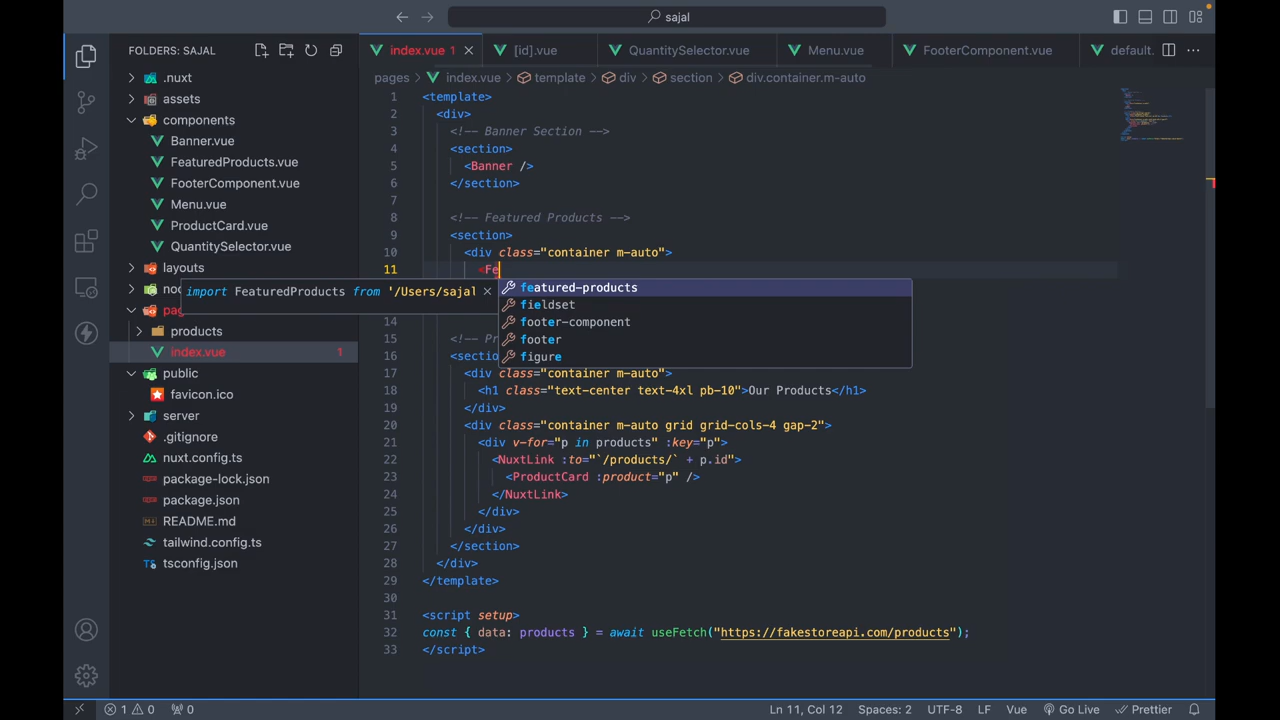 sajal
FOLDERS: SAJAL
.nuxt
assets
components
Banner.vue
FeaturedProducts.vue
FooterComponent.vue
Menu.vue
ProductCard.vue
QuantitySelector.vue
layouts
products
index.vue 1
public
favicon.ico
server
.gitignore
nuxt.config.ts
package-lock.json
package.json
README.md
tailwind.config.ts
tsconfig.json
index.vue 1
[id].vue
QuantitySelector.vue
Menu.vue
FooterComponent.vue
default.
pages > index.vue > template > div > section > div.container.m-auto
1 <template>
2 <div>
3 <!-- Banner Section -->
4 <section>
5 <Banner />
6 </section>
7
8 <!-- Featured Products -->
9 <section>
10 <div class="container m-auto">
11 <Fe
import FeaturedProducts from '/Users/sajal
featured-products
fieldset
footer-component
footer
figure
14
15 <!-- Pr
16 <sectio
17 <div class="container m-auto">
18 <h1 class="text-center text-4xl pb-10">Our Products</h1>
19 </div>
20 <div class="container m-auto grid grid-cols-4 gap-2">
21 <div v-for="p in products" :key="p">
22 <NuxtLink :to="`/products/` + p.id">
23 <ProductCard :product="p" />
24 </NuxtLink>
25 </div>
26 </div>
27 </section>
28 </div>
29 </template>
30
31 <script setup>
32 const { data: products } = await useFetch("https://fakestoreapi.com/products");
33 </script>
1 0 0
Ln 11, Col 12 Spaces: 2 UTF-8 LF Vue Go Live Prettier